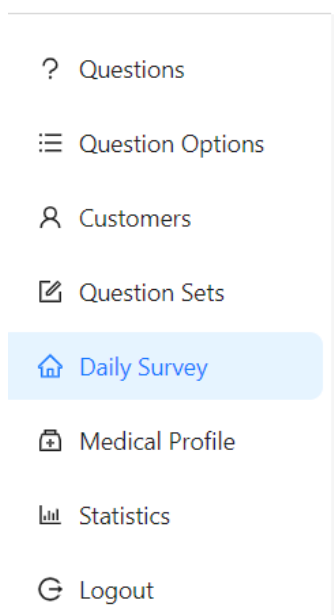 Questions
Question Options
Customers
Question Sets
Daily Survey
Medical Profile
Statistics
Logout